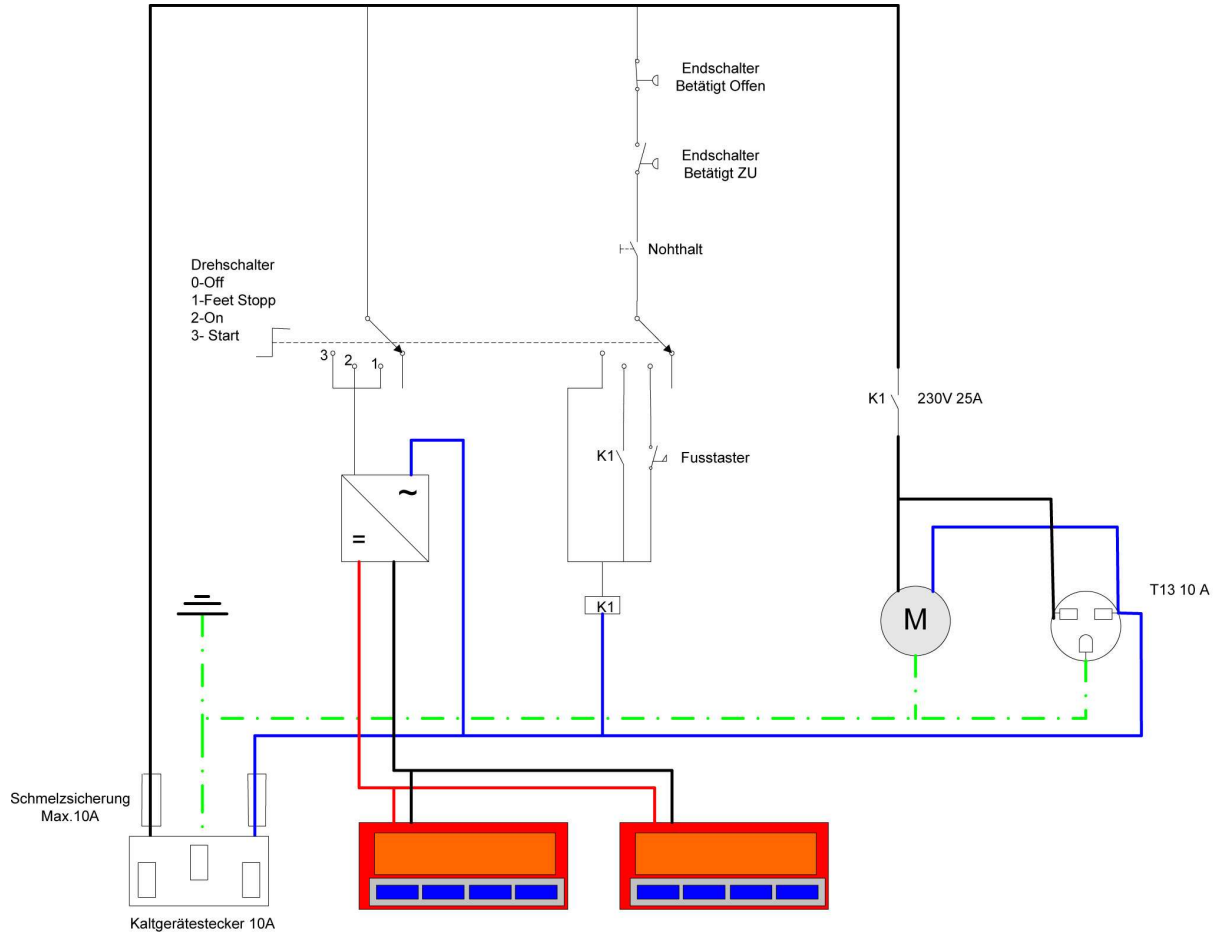 Endschalter
Betätigt Offen
Endschalter
Betätigt ZU
Nohthalt
Drehschalter
0-Off
1-Feet Stopp
2-On
3- Start
3 2 1
K1 230V 25A
K1 Fusstaster
~
=
K1
M
T13 10 A
Schmelzsicherung
Max.10A
Kaltgerätestecker 10A